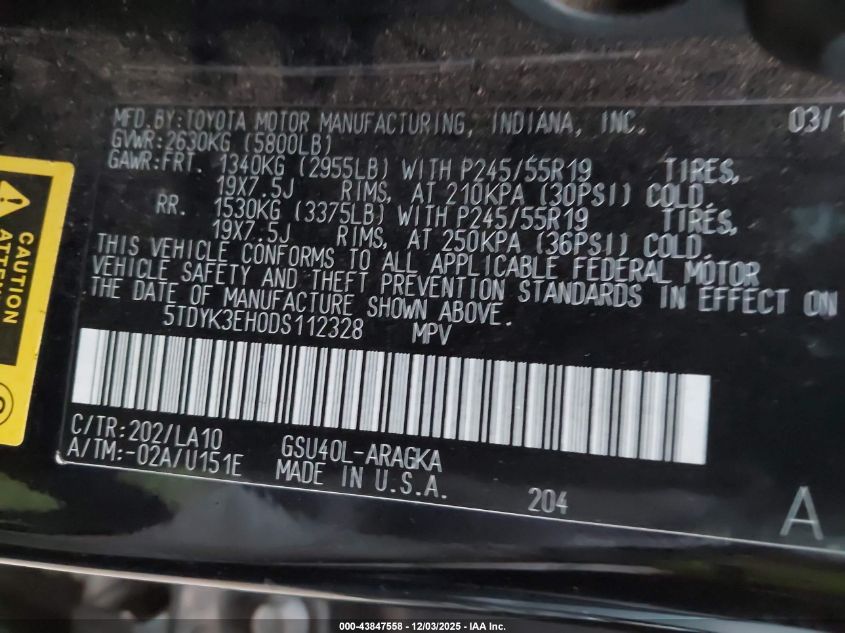 MFD. BY: TOYOTA MOTOR MANUFACTURING, INDIANA, INC. 03/1
GVWR: 2630KG (5800LB)
GAWR: FRT. 1340KG (2955LB) WITH P245/55R19 TIRES,
19X7.5J RIMS, AT 210KPA (30PSI) COLD.
RR. 1530KG (3375LB) WITH P245/55R19 TIRES,
19X7.5J RIMS, AT 250KPA (36PSI) COLD.
THIS VEHICLE CONFORMS TO ALL APPLICABLE FEDERAL MOTOR
VEHICLE SAFETY AND THEFT PREVENTION STANDARDS IN EFFECT ON
THE DATE OF MANUFACTURE SHOWN ABOVE.
5TDYK3EH0DS112328 MPV
C/TR: 202/LA10 GSU40L-ARAGKA
A/TM: -02A/U151E MADE IN U.S.A.
204
A
CAU
ATTEN
000-43847558 - 12/03/2025 - IAA Inc.